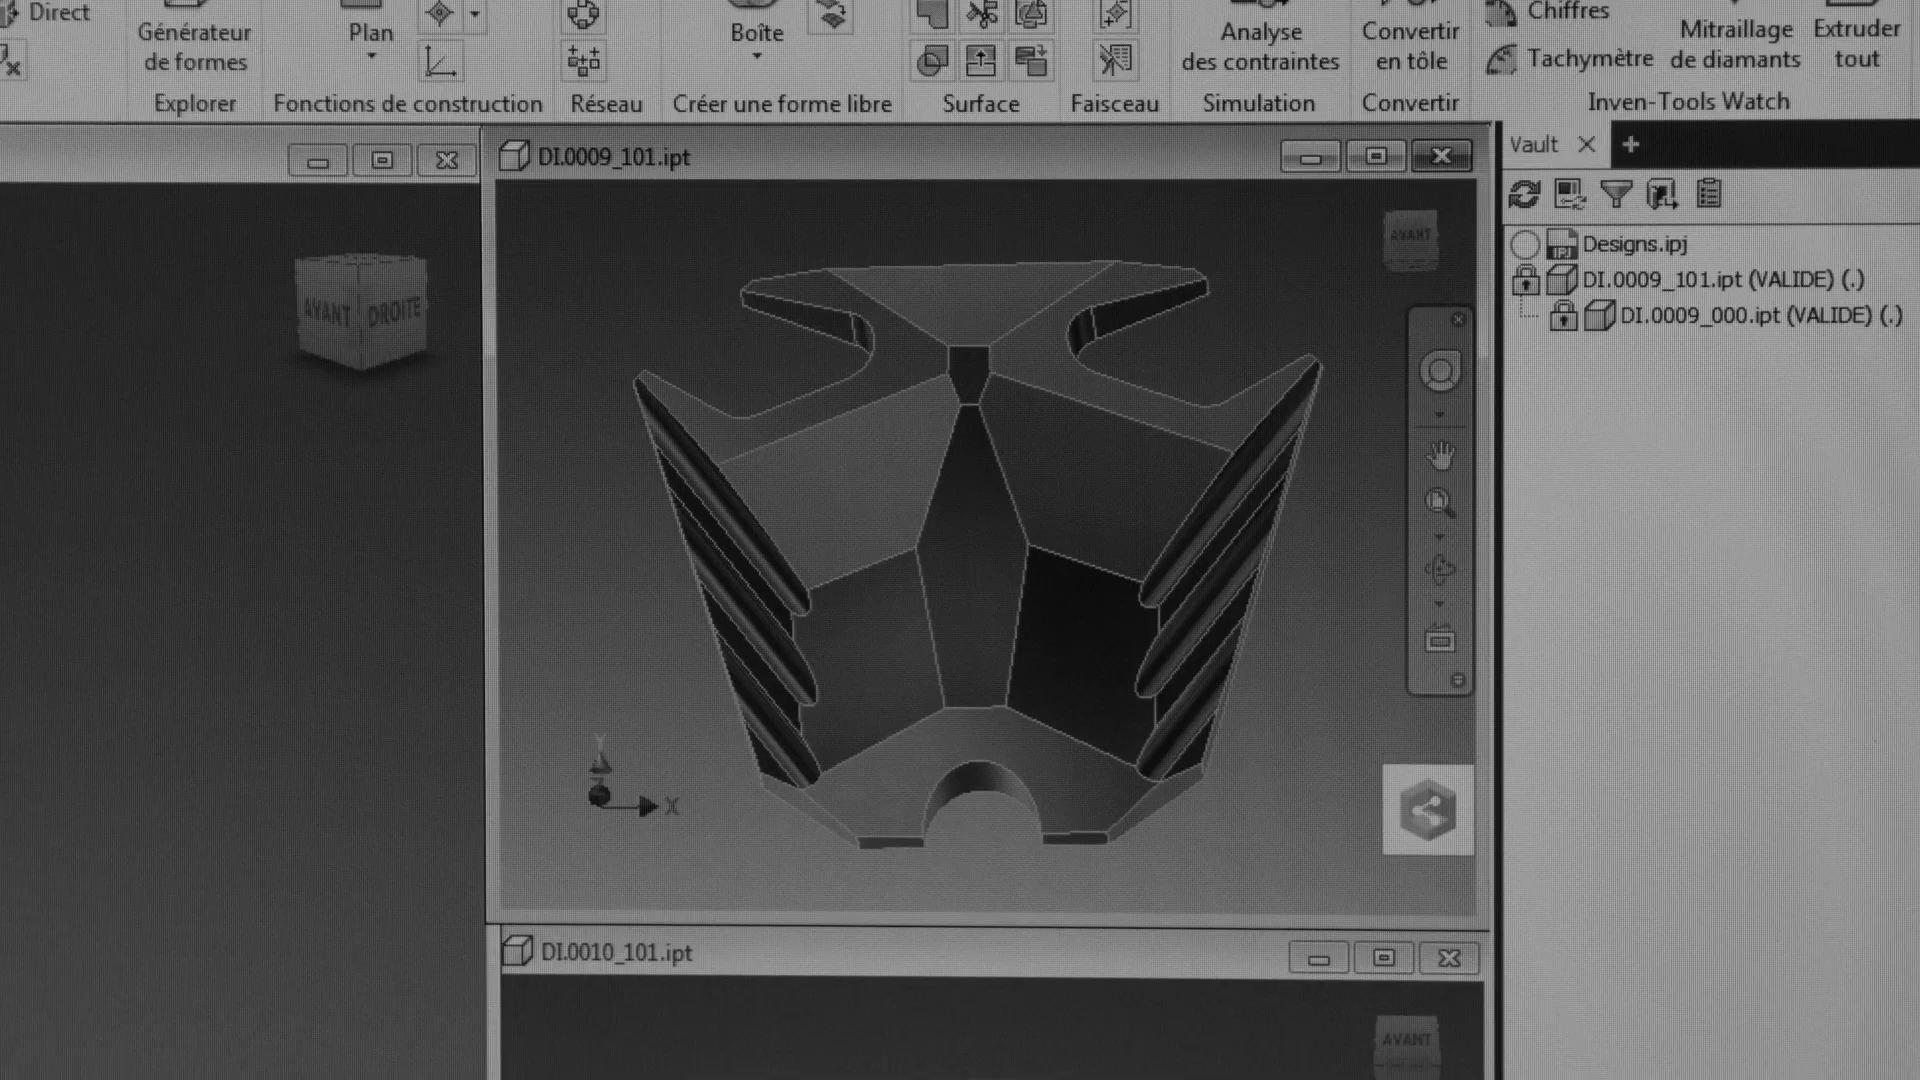 Direct
Générateur
de formes
Explorer
Plan
Fonctions de construction
Réseau
Boîte
Créer une forme libre
Surface
Faisceau
Analyse
des contraintes
Simulation
Convertir
en tôle
Convertir
Chiffres
Tachymètre
Mitraillage
de diamants
Extruder
tout
Inven-Tools Watch
DI.0009_101.ipt
Vault
AVANT
DROITE
AVANT
IPJ
Designs.ipj
DI.0009_101.ipt (VALIDE) (.)
DI.0009_000.ipt (VALIDE) (.)
Y
Z
X
DI.0010_101.ipt
AVANT